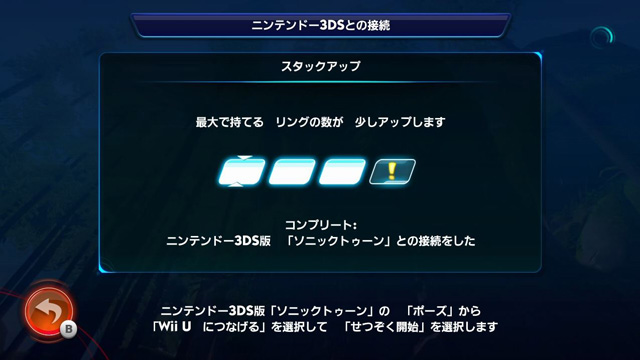 ニンテンドー3DSとの接続
スタックアップ
最大で持てる リングの数が 少しアップします
!
コンプリート:
ニンテンドー3DS版 「ソニックトゥーン」との接続をした
ニンテンドー3DS版「ソニックトゥーン」の 「ポーズ」から
「Wii U につなげる」を選択して 「せつぞく開始」を選択します
B